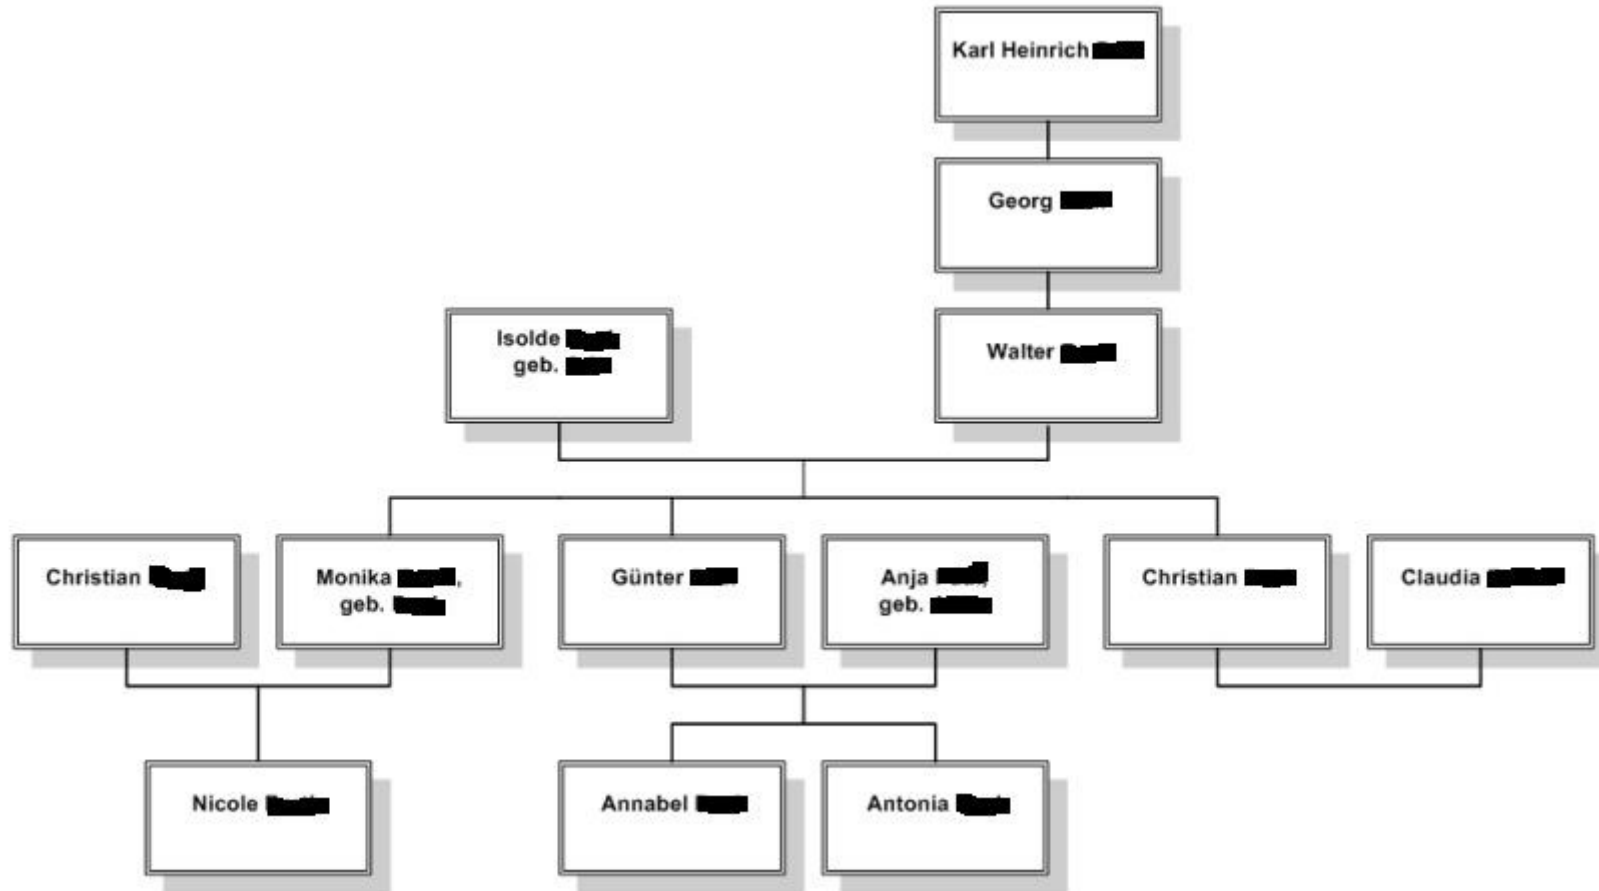 Karl Heinrich
Georg
Isolde
geb.
Walter
Christian
Monika ,
geb.
Günter
Anja
geb.
Christian
Claudia
Nicole
Annabel
Antonia